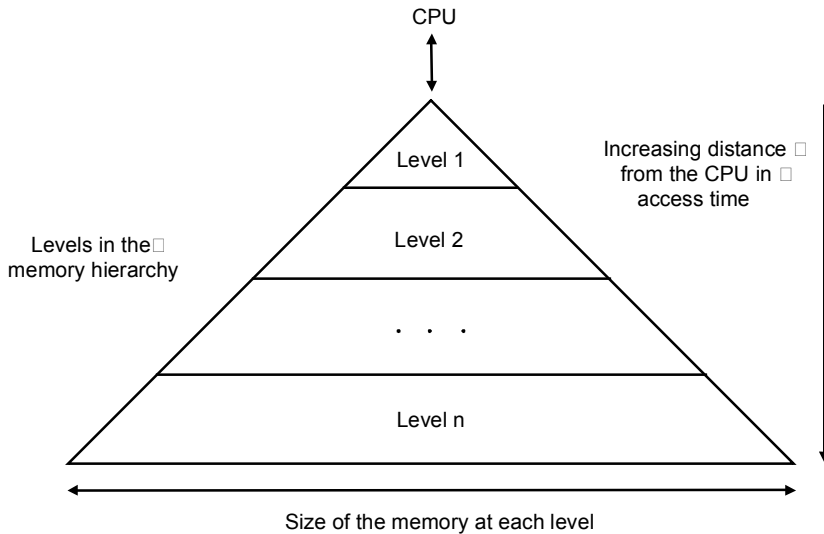 CPU
Level 1
Increasing distance
from the CPU in
access time
Level 2
Levels in the
memory hierarchy
. . .
Level n
Size of the memory at each level